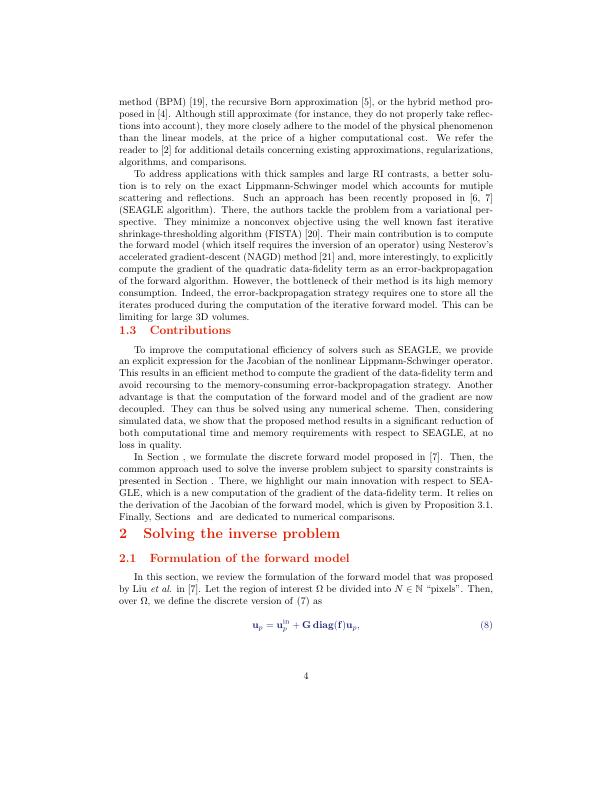 method (BPM) [19], the recursive Born approximation [5], or the hybrid method pro-
posed in [4]. Although still approximate (for instance, they do not properly take reflec-
tions into account), they more closely adhere to the model of the physical phenomenon
than the linear models, at the price of a higher computational cost. We refer the
reader to [2] for additional details concerning existing approximations, regularizations,
algorithms, and comparisons.
To address applications with thick samples and large RI contrasts, a better solu-
tion is to rely on the exact Lippmann-Schwinger model which accounts for mutiple
scattering and reflections. Such an approach has been recently proposed in [6, 7]
(SEAGLE algorithm). There, the authors tackle the problem from a variational per-
spective. They minimize a nonconvex objective using the well known fast iterative
shrinkage-thresholding algorithm (FISTA) [20]. Their main contribution is to compute
the forward model (which itself requires the inversion of an operator) using Nesterov's
accelerated gradient-descent (NAGD) method [21] and, more interestingly, to explicitly
compute the gradient of the quadratic data-fidelity term as an error-backpropagation
of the forward algorithm. However, the bottleneck of their method is its high memory
consumption. Indeed, the error-backpropagation strategy requires one to store all the
iterates produced during the computation of the iterative forward model. This can be
limiting for large 3D volumes.
1.3 Contributions
To improve the computational efficiency of solvers such as SEAGLE, we provide
an explicit expression for the Jacobian of the nonlinear Lippmann-Schwinger operator.
This results in an efficient method to compute the gradient of the data-fidelity term and
avoid recoursing to the memory-consuming error-backpropagation strategy. Another
advantage is that the computation of the forward model and of the gradient are now
decoupled. They can thus be solved using any numerical scheme. Then, considering
simulated data, we show that the proposed method results in a significant reduction of
both computational time and memory requirements with respect to SEAGLE, at no
loss in quality.
In Section , we formulate the discrete forward model proposed in [7]. Then, the
common approach used to solve the inverse problem subject to sparsity constraints is
presented in Section . There, we highlight our main innovation with respect to SEA-
GLE, which is a new computation of the gradient of the data-fidelity term. It relies on
the derivation of the Jacobian of the forward model, which is given by Proposition 3.1.
Finally, Sections and are dedicated to numerical comparisons.
2 Solving the inverse problem
2.1 Formulation of the forward model
In this section, we review the formulation of the forward model that was proposed
by Liu et al. in [7]. Let the region of interest Ω be divided into N ∈ ℕ “pixels”. Then,
over Ω, we define the discrete version of (7) as
u_p = u_p^in + G diag(f)u_p, (8)
4